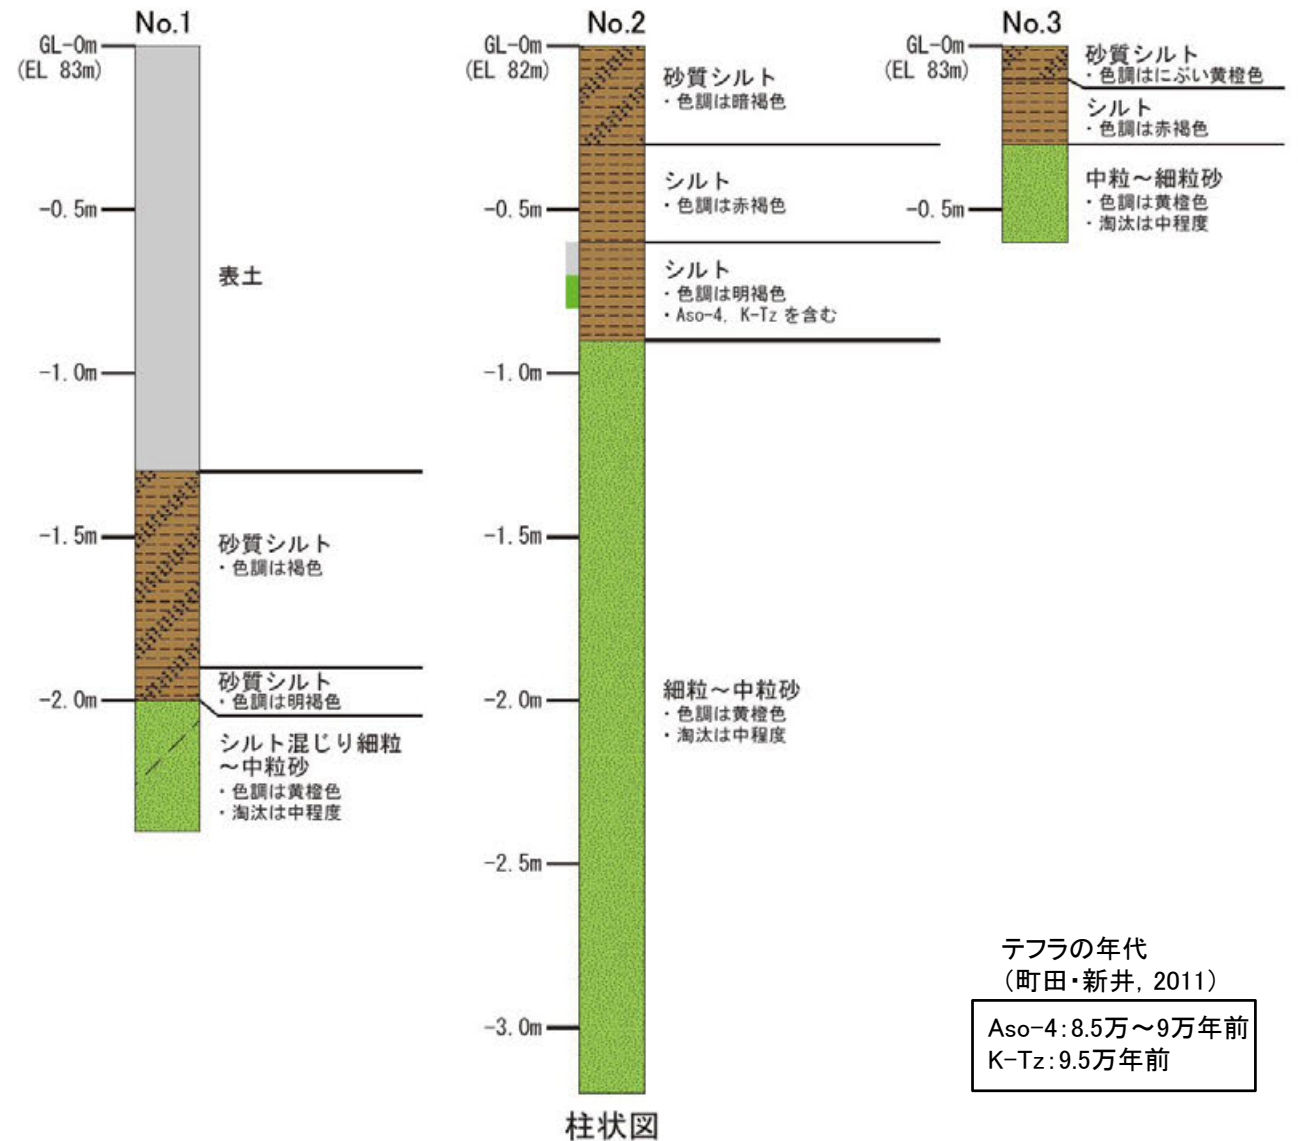 No.1
GL-0m
(EL 83m)
-0.5m
表土
-1.0m
-1.5m
砂質シルト
・色調は褐色
砂質シルト
・色調は明褐色
-2.0m
シルト混じり細粒
～中粒砂
・色調は黄橙色
・淘汰は中程度
No.2
GL-0m
(EL 82m)
砂質シルト
・色調は暗褐色
シルト
・色調は赤褐色
-0.5m
シルト
・色調は明褐色
・Aso-4, K-Tz を含む
-1.0m
-1.5m
細粒～中粒砂
・色調は黄橙色
・淘汰は中程度
-2.0m
-2.5m
-3.0m
No.3
GL-0m
(EL 83m)
砂質シルト
・色調はにぶい黄橙色
シルト
・色調は赤褐色
中粒～細粒砂
・色調は黄橙色
・淘汰は中程度
-0.5m
テフラの年代
（町田・新井, 2011）
Aso-4：8.5万～9万年前
K-Tz：9.5万年前
柱状図